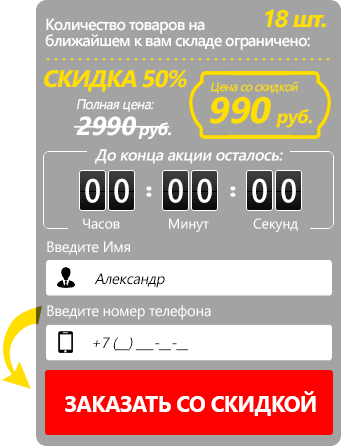 Количество товаров на 18 шт.
ближайшем к вам складе ограничено:
СКИДКА 50%
Полная цена:
2990 руб.
Цена со скидкой
990 руб.
До конца акции осталось:
00 : 00 : 00
Часов Минут Секунд
Введите Имя
Александр
Введите номер телефона
+7 (__) ___-__-__
ЗАКАЗАТЬ СО СКИДКОЙ